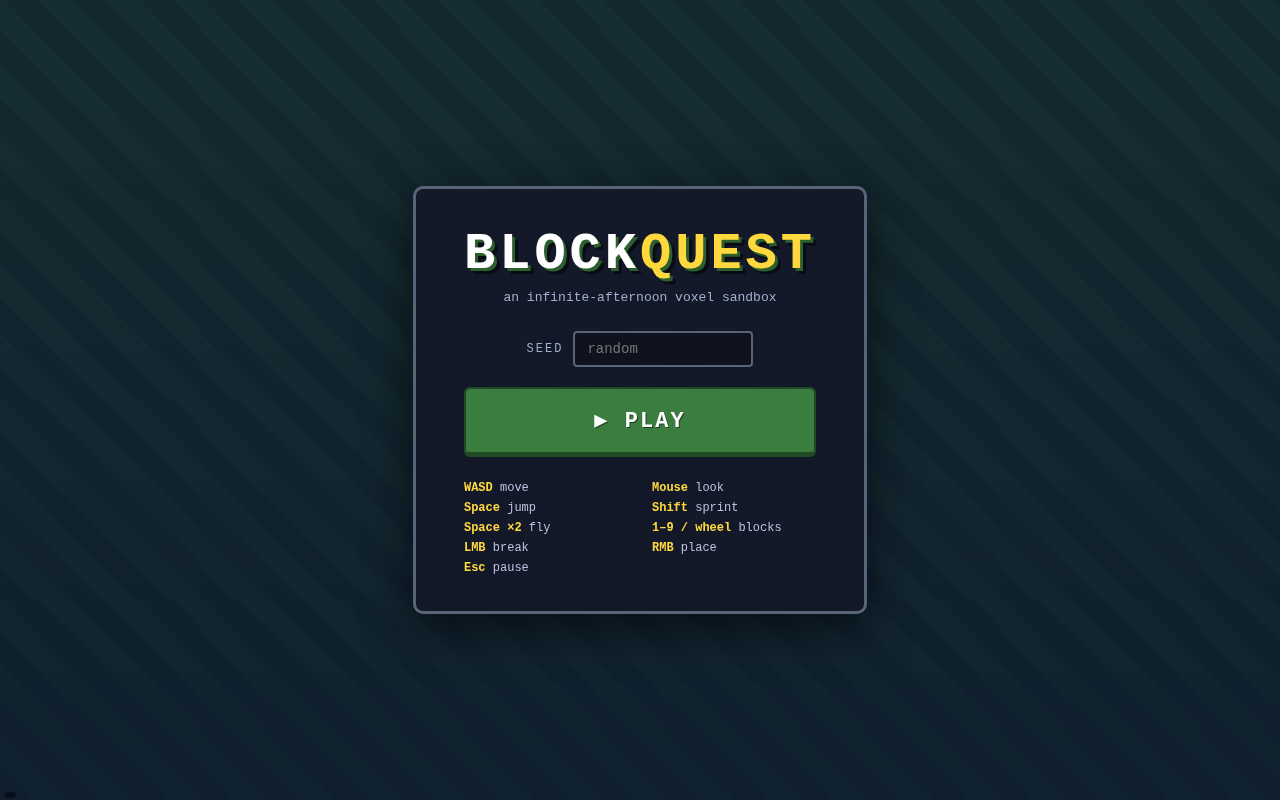 BLOCKQUEST
an infinite-afternoon voxel sandbox
SEED random
▶ PLAY
WASD move
Mouse look
Space jump
Shift sprint
Space ×2 fly
1–9 / wheel blocks
LMB break
RMB place
Esc pause